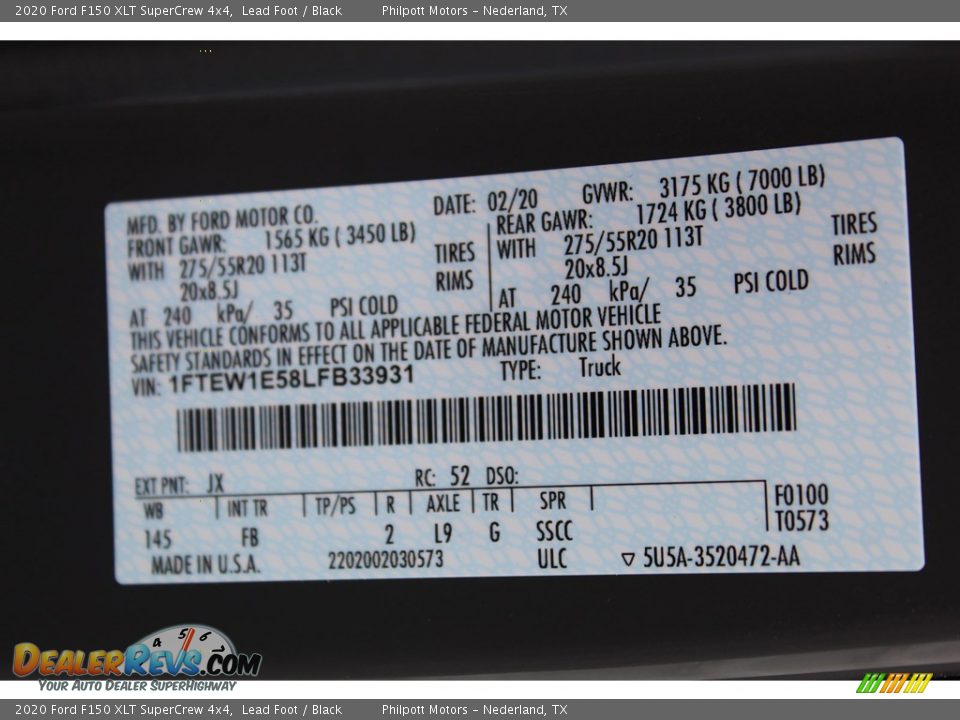 2020 Ford F150 XLT SuperCrew 4x4, Lead Foot / Black Philpott Motors – Nederland, TX
MFD. BY FORD MOTOR CO. DATE: 02/20 GVWR: 3175 KG ( 7000 LB)
FRONT GAWR: 1565 KG ( 3450 LB) REAR GAWR: 1724 KG ( 3800 LB)
WITH 275/55R20 113T TIRES WITH 275/55R20 113T TIRES
20x8.5J RIMS 20x8.5J RIMS
AT 240 kPa/ 35 PSI COLD AT 240 kPa/ 35 PSI COLD
THIS VEHICLE CONFORMS TO ALL APPLICABLE FEDERAL MOTOR VEHICLE
SAFETY STANDARDS IN EFFECT ON THE DATE OF MANUFACTURE SHOWN ABOVE.
VIN: 1FTEW1E58LFB33931 TYPE: Truck
EXT PNT: JX RC: 52 DSO:
WB INT TR TP/PS R AXLE TR SPR F0100
145 FB 2 L9 G SSCC T0573
MADE IN U.S.A. 2202002030573 ULC ▽ 5U5A-3520472-AA
4 5 6
DEALERREVS.COM
YOUR AUTO DEALER SUPERHIGHWAY
2020 Ford F150 XLT SuperCrew 4x4, Lead Foot / Black Philpott Motors – Nederland, TX